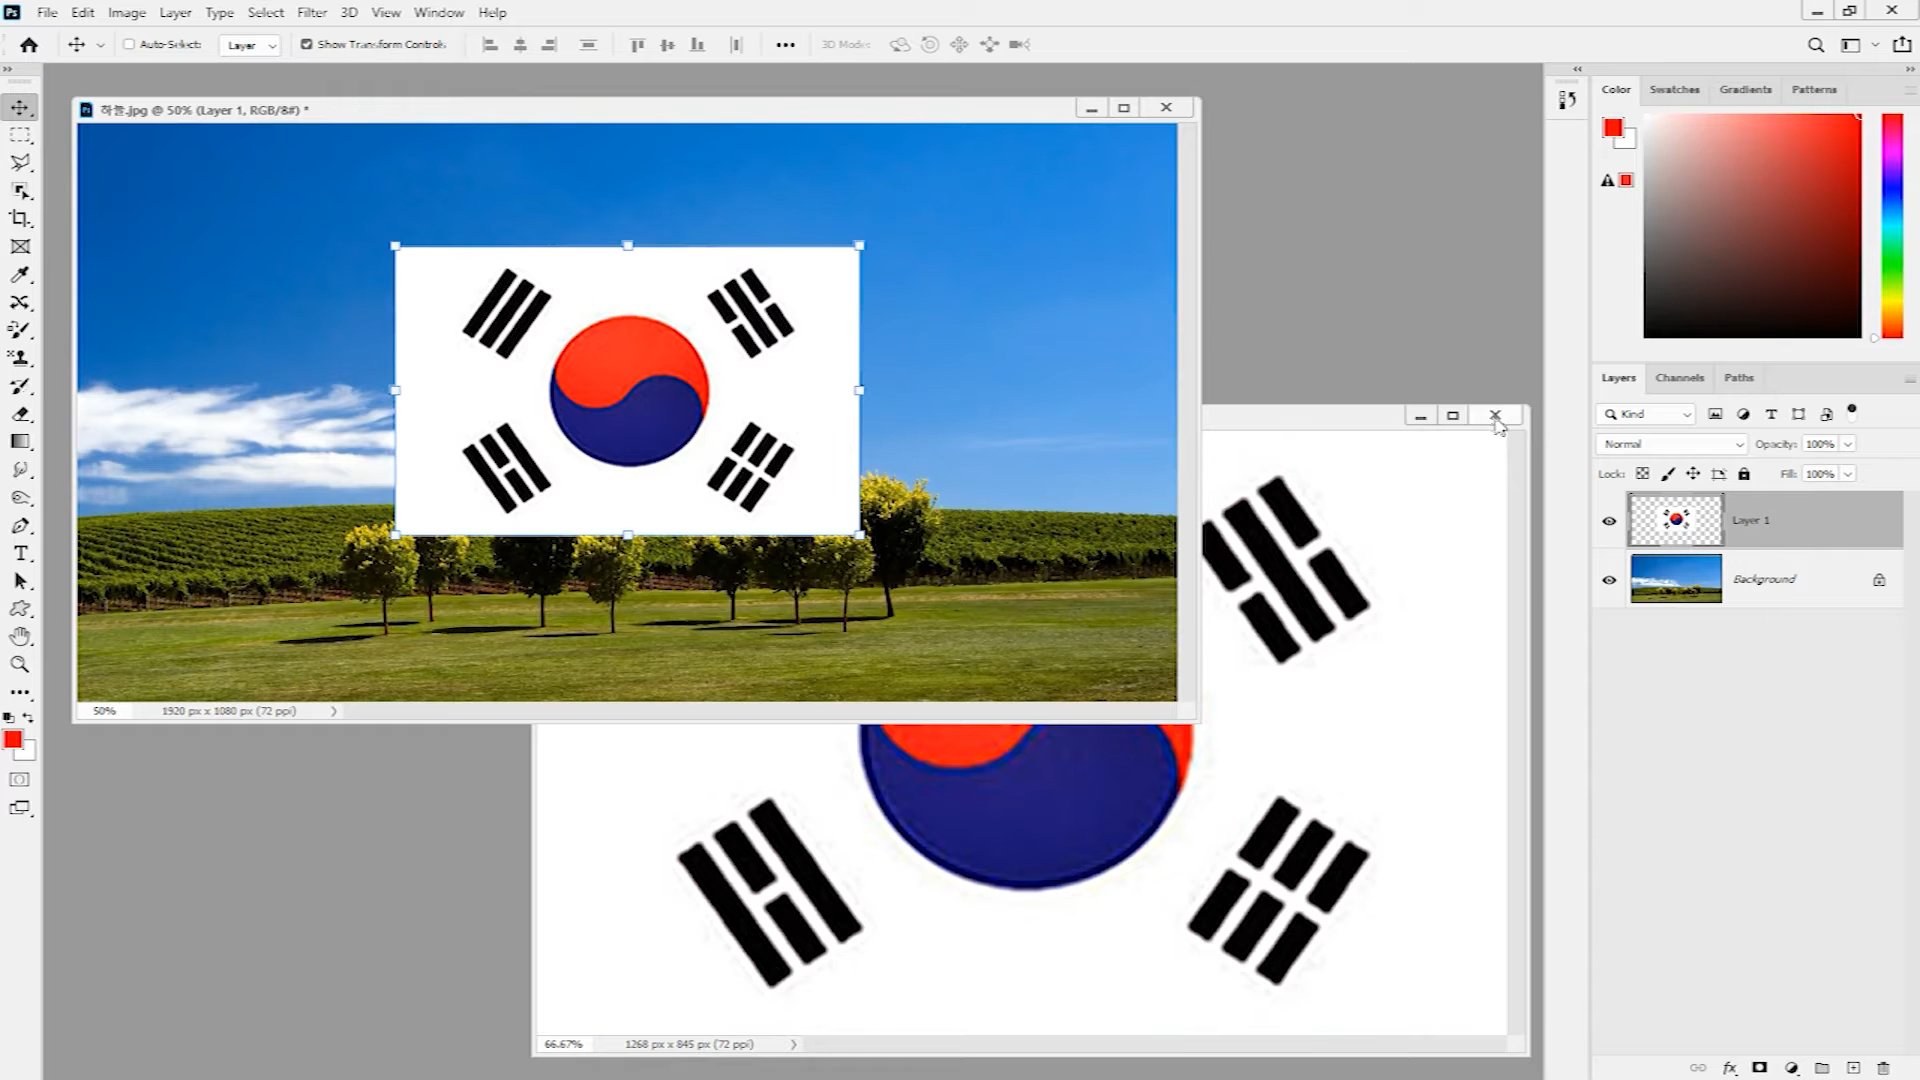 Ps File Edit Image Layer Type Select Filter 3D View Window Help
Auto-Select: Layer Show Transform Controls 3D Mode:
하늘.jpg @ 50% (Layer 1, RGB/8#) *
50% 1920 px x 1080 px (72 ppi)
66.67% 1268 px x 845 px (72 ppi)
Color Swatches Gradients Patterns
Layers Channels Paths
Kind
Normal Opacity: 100%
Lock: Fill: 100%
Layer 1
Background